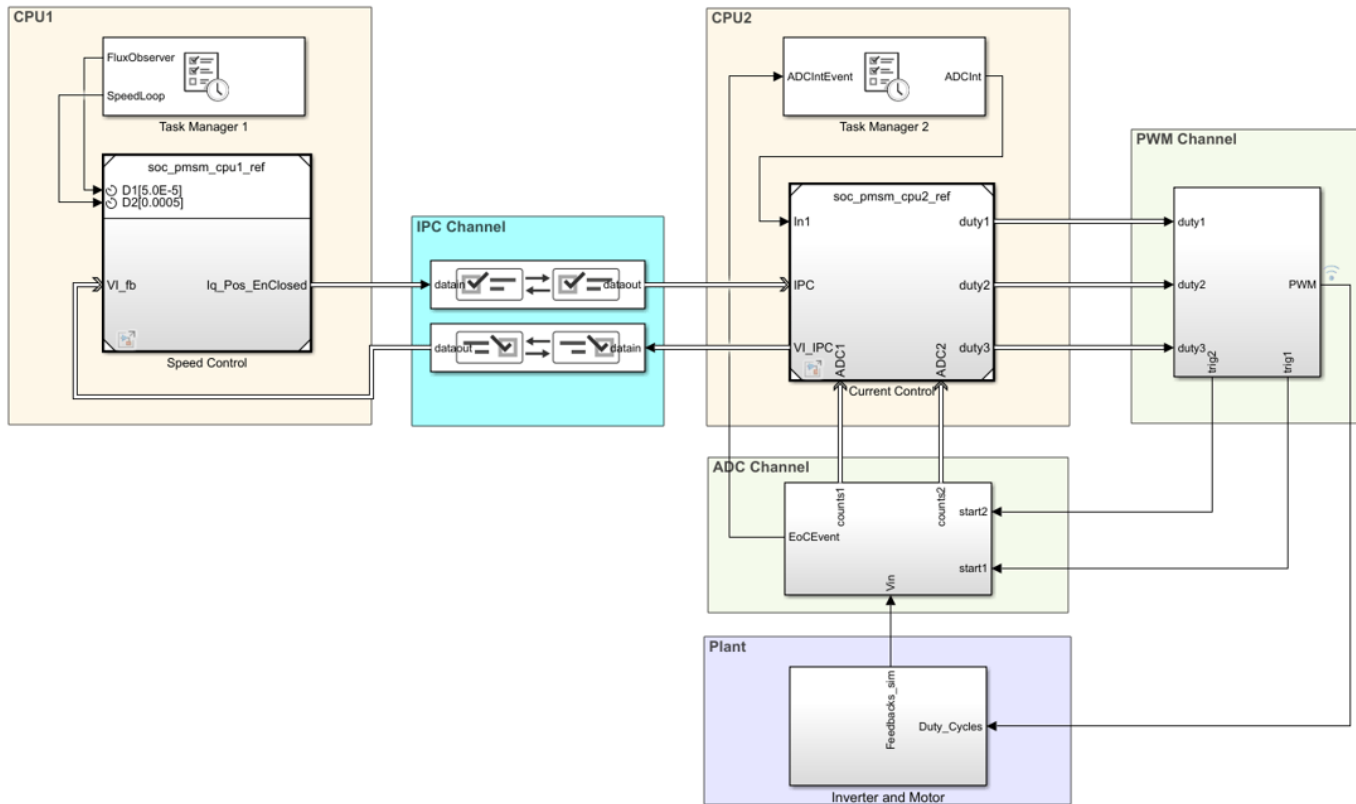 CPU1
FluxObserver
SpeedLoop
Task Manager 1
soc_pmsm_cpu1_ref
D1[5.0E-5]
D2[0.0005]
VI_fb
Iq_Pos_EnClosed
Speed Control
IPC Channel
datain
dataout
dataout
datain
CPU2
ADCIntEvent
ADCInt
Task Manager 2
soc_pmsm_cpu2_ref
In1
duty1
IPC
duty2
VI_IPC
ADC1
ADC2
duty3
Current Control
PWM Channel
duty1
duty2
PWM
duty3
trig2
trig1
ADC Channel
counts1
counts2
start2
EoCEvent
start1
Vin
Plant
Feedbacks_sim
Duty_Cycles
Inverter and Motor